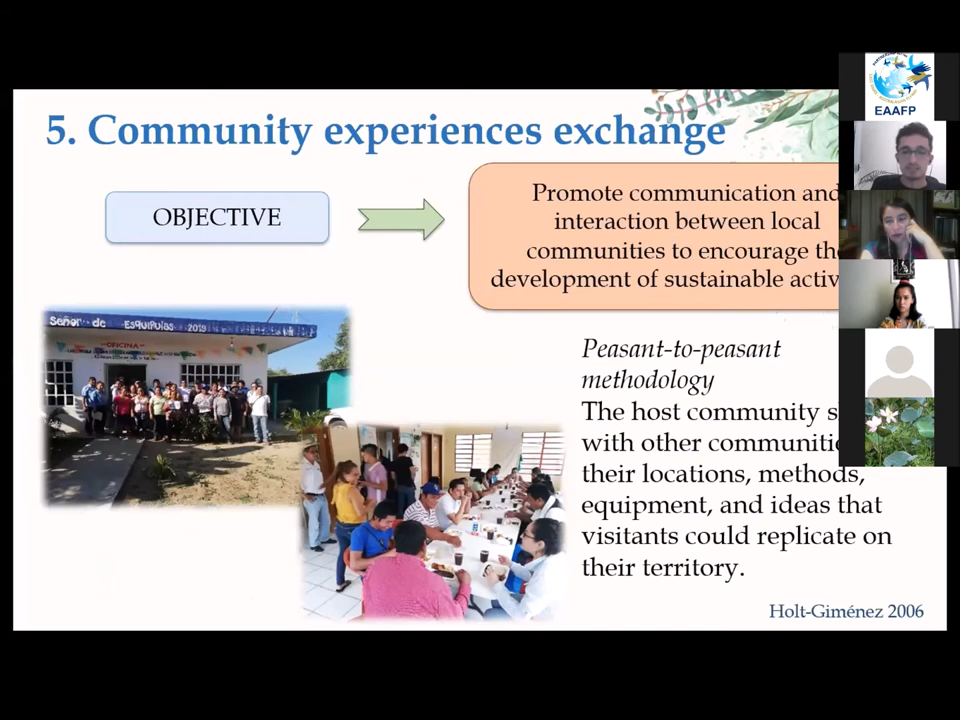 5. Community experiences exchange
OBJECTIVE
Promote communication and
interaction between local
communities to encourage the
development of sustainable activ
Señor de Esquipulas 2019
OFICINA
Peasant-to-peasant
methodology
The host community s
with other communitie
their locations, methods,
equipment, and ideas that
visitants could replicate on
their territory.
Holt-Giménez 2006
EAAFP